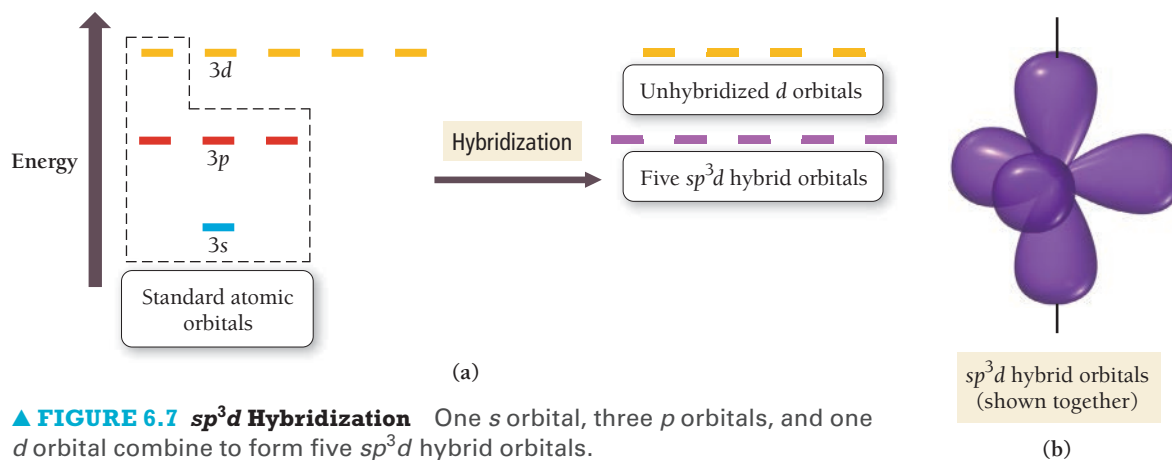 Energy
3d
3p
3s
Standard atomic
orbitals
Hybridization
Unhybridized d orbitals
Five sp³d hybrid orbitals
(a)
sp³d hybrid orbitals
(shown together)
(b)
▲ FIGURE 6.7 sp³d Hybridization One s orbital, three p orbitals, and one
d orbital combine to form five sp³d hybrid orbitals.